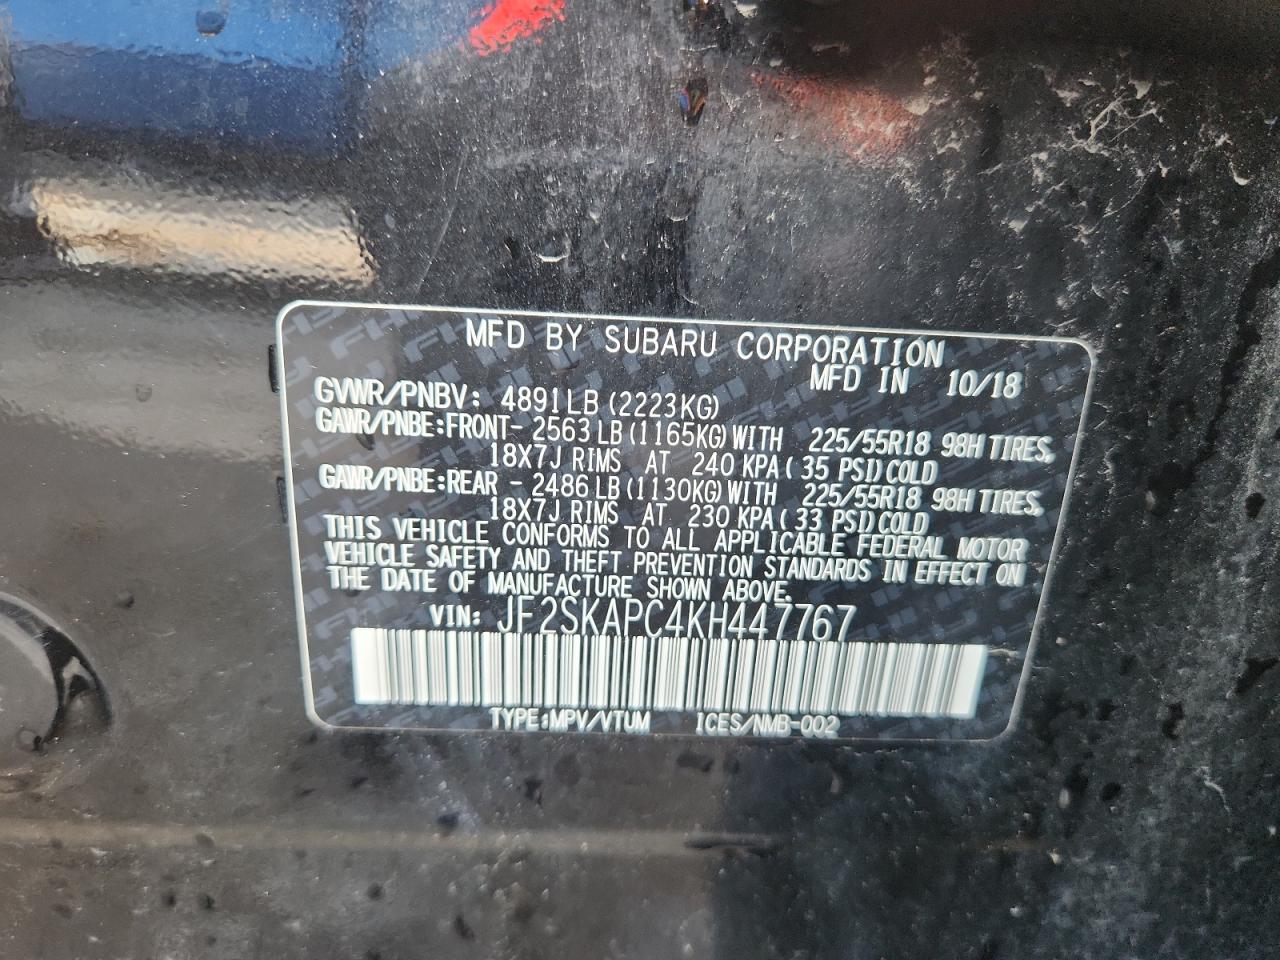 MFD BY SUBARU CORPORATION
MFD IN 10/18
GVWR/PNBV: 4891LB (2223KG)
GAWR/PNBE:FRONT- 2563 LB (1165KG) WITH 225/55R18 98H TIRES,
18X7J RIMS AT 240 KPA ( 35 PSI) COLD
GAWR/PNBE:REAR - 2486 LB (1130KG) WITH 225/55R18 98H TIRES,
18X7J RIMS AT 230 KPA ( 33 PSI) COLD
THIS VEHICLE CONFORMS TO ALL APPLICABLE FEDERAL MOTOR
VEHICLE SAFETY AND THEFT PREVENTION STANDARDS IN EFFECT ON
THE DATE OF MANUFACTURE SHOWN ABOVE.
VIN: JF2SKAPC4KH447767
TYPE:MPV/VTUM ICES/NMB-002